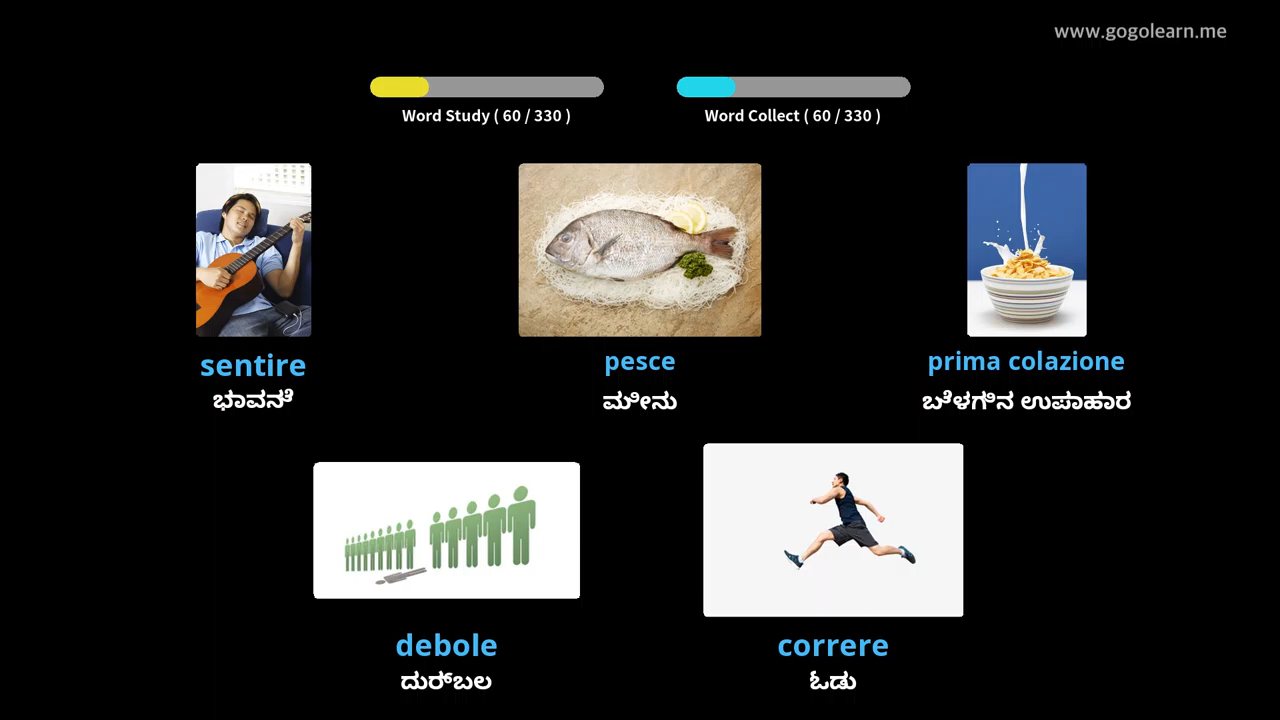 www.gogolearn.me
Word Study ( 60 / 330 )
Word Collect ( 60 / 330 )
sentire
ಭಾವನೆ
pesce
ಮೀನು
prima colazione
ಬೆಳಗಿನ ಉಪಾಹಾರ
debole
ದುರ್ಬಲ
correre
ಓಡು